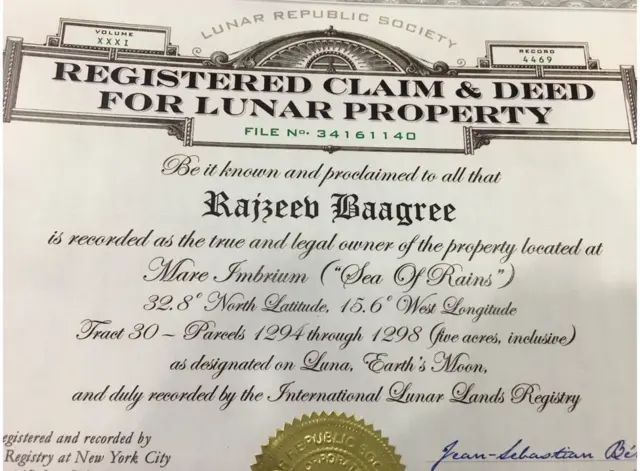 LUNAR REPUBLIC SOCIETY
VOLUME
XXXI
RECORD
4469
REGISTERED CLAIM & DEED
FOR LUNAR PROPERTY
FILE No. 34161140
Be it known and proclaimed to all that
Rajzeev Baagree
is recorded as the true and legal owner of the property located at
Mare Imbrium ("Sea Of Rains")
32.8° North Latitude, 15.6° West Longitude
Tract 30 – Parcels 1294 through 1298 (five acres, inclusive)
as designated on Luna, Earth's Moon,
and duly recorded by the International Lunar Lands Registry
egistered and recorded by
Registry at New York City
REPUBLIC
Jean-Sebastian Bé